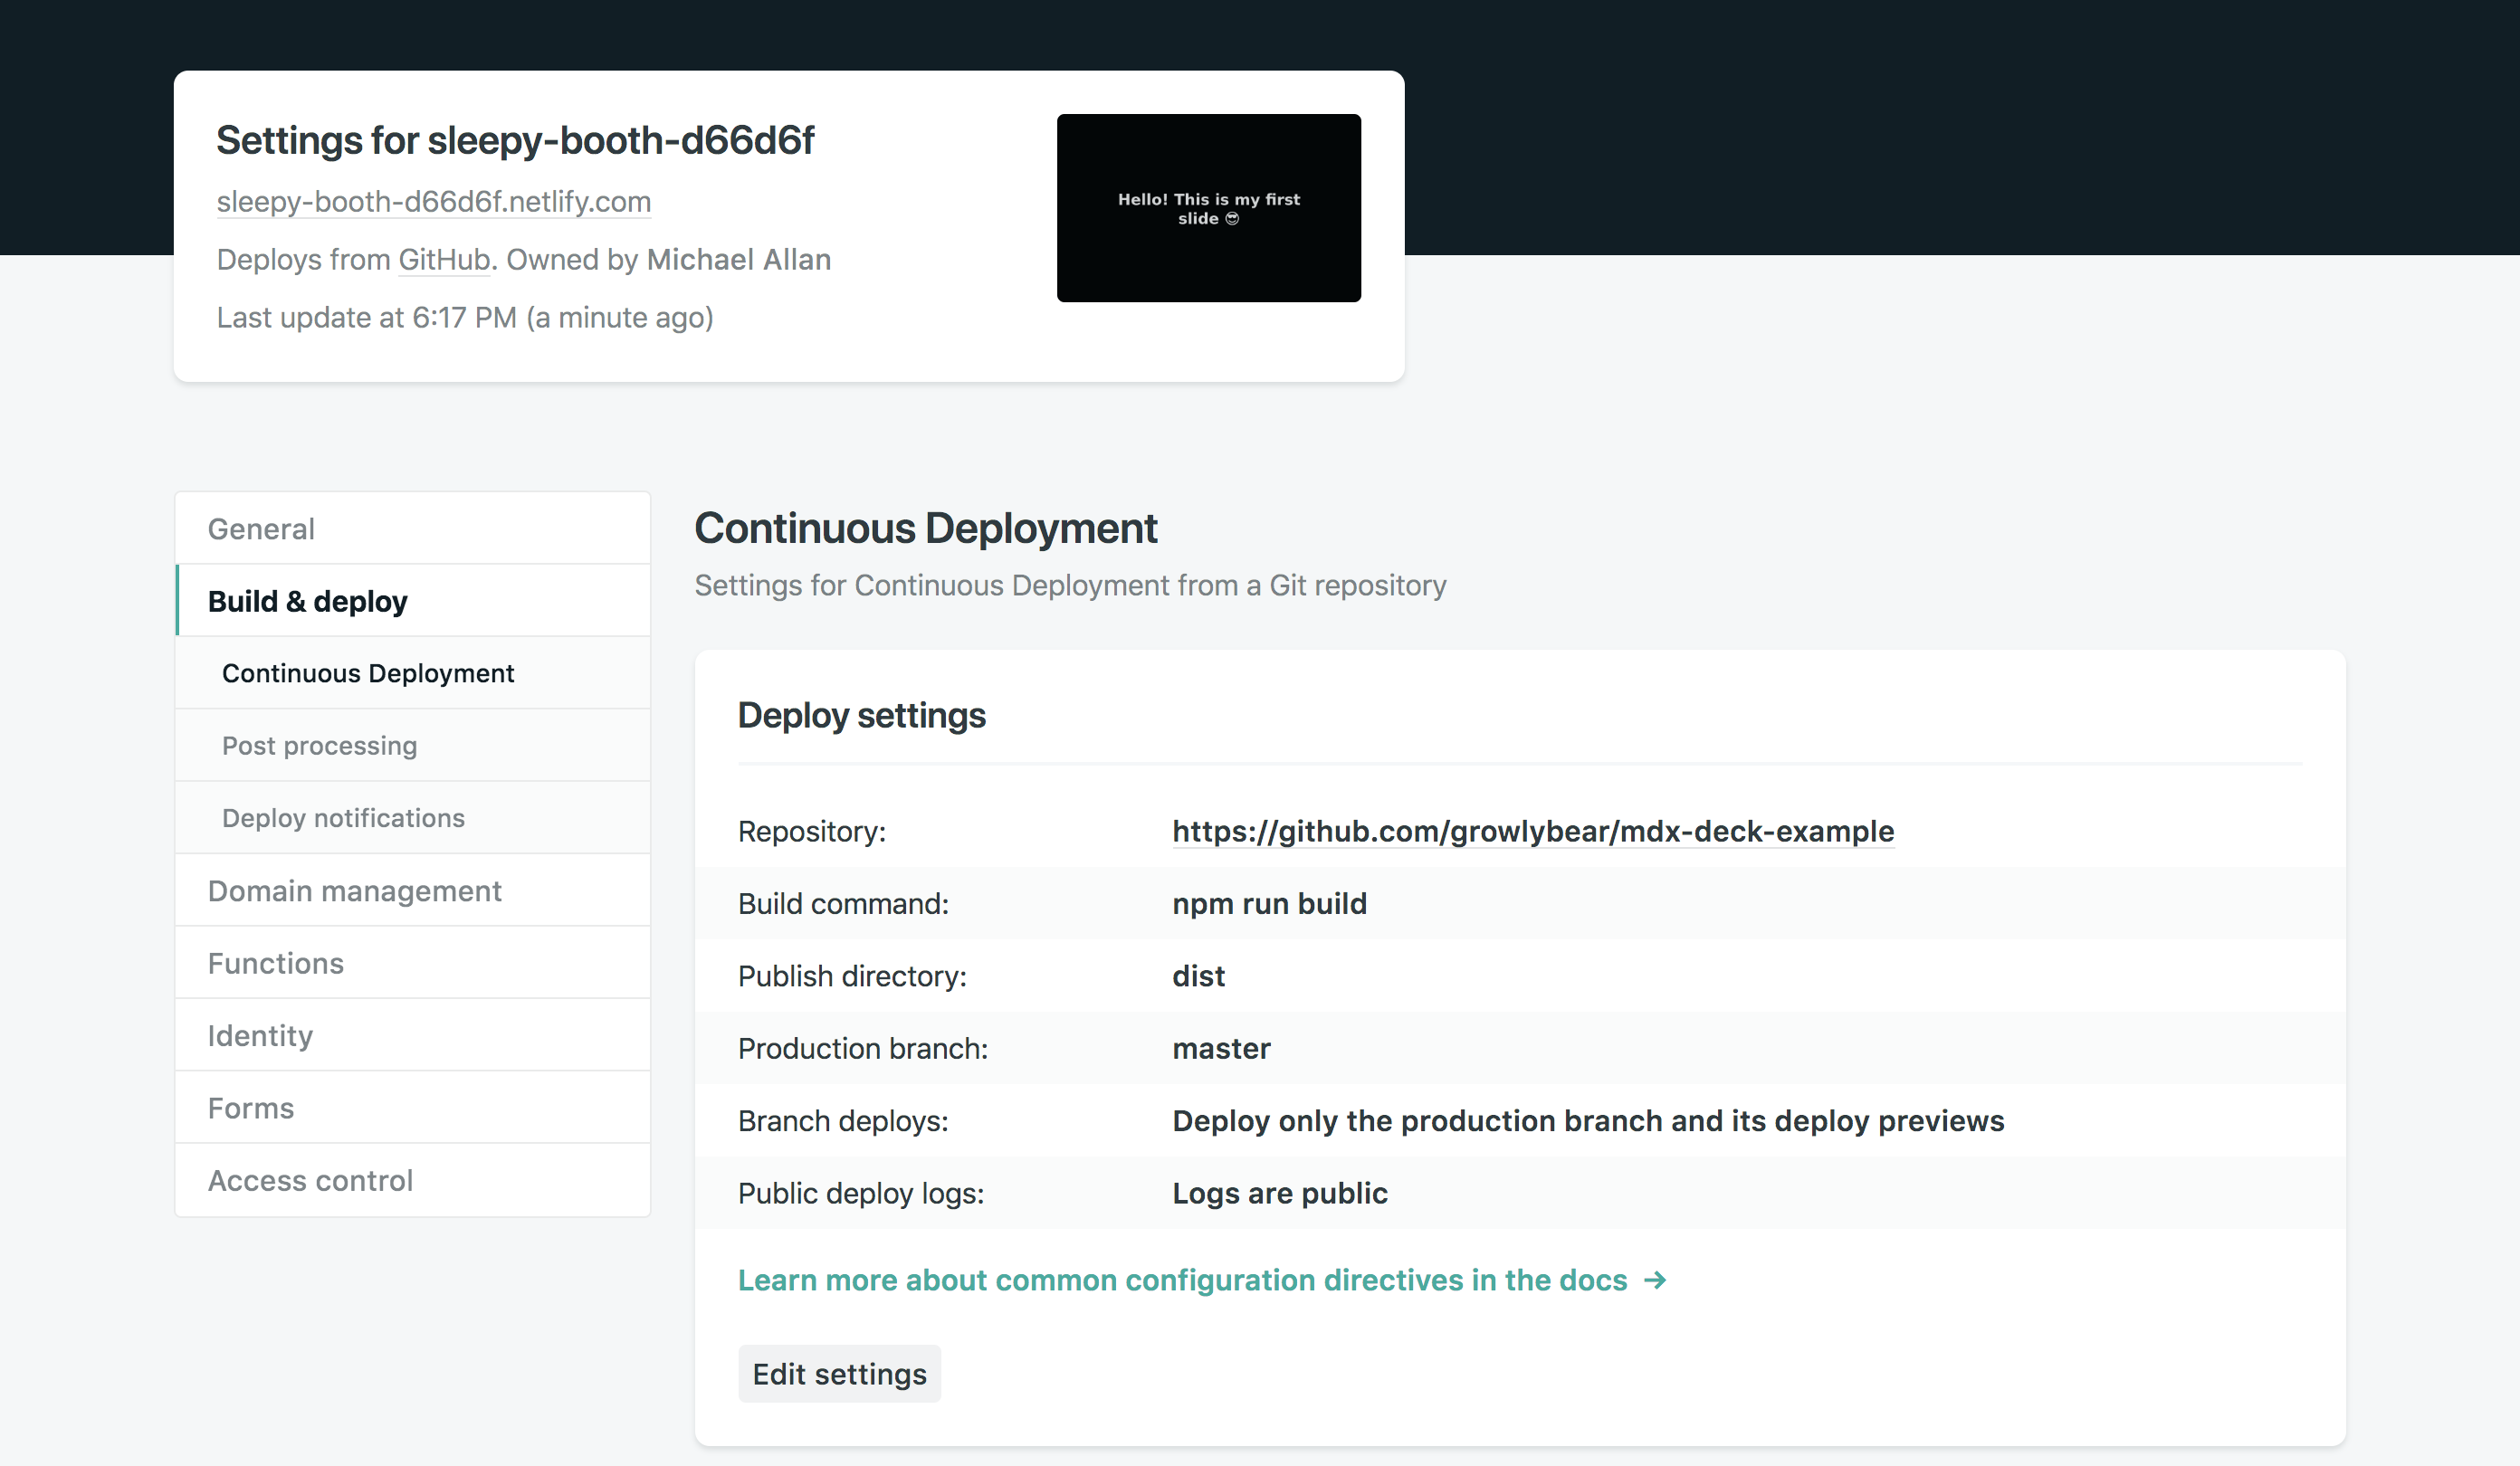 Settings for sleepy-booth-d66d6f
sleepy-booth-d66d6f.netlify.com
Deploys from GitHub. Owned by Michael Allan
Last update at 6:17 PM (a minute ago)
Hello! This is my first
slide 😎
General
Build & deploy
Continuous Deployment
Post processing
Deploy notifications
Domain management
Functions
Identity
Forms
Access control
Continuous Deployment
Settings for Continuous Deployment from a Git repository
Deploy settings
Repository: https://github.com/growlybear/mdx-deck-example
Build command: npm run build
Publish directory: dist
Production branch: master
Branch deploys: Deploy only the production branch and its deploy previews
Public deploy logs: Logs are public
Learn more about common configuration directives in the docs →
Edit settings